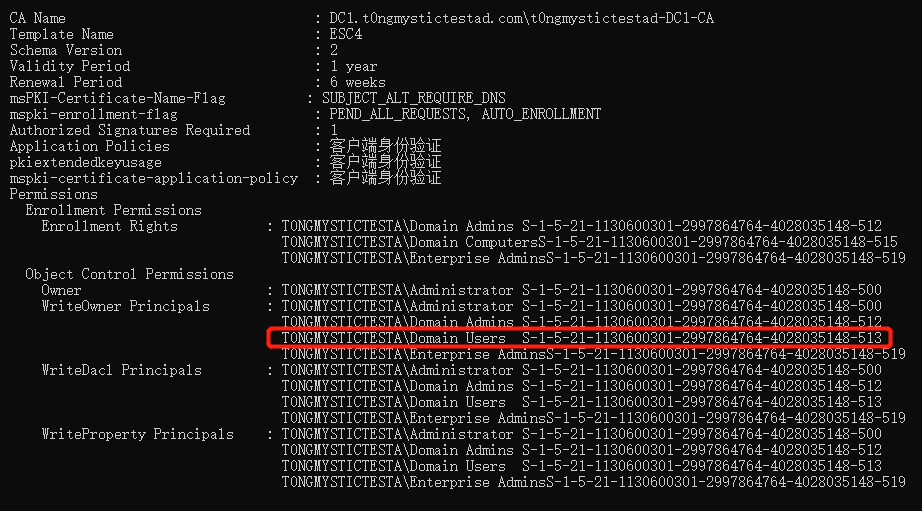 CA Name : DC1.t0ngmystictestad.com\t0ngmystictestad-DC1-CA
Template Name : ESC4
Schema Version : 2
Validity Period : 1 year
Renewal Period : 6 weeks
msPKI-Certificate-Name-Flag : SUBJECT_ALT_REQUIRE_DNS
mspki-enrollment-flag : PEND_ALL_REQUESTS, AUTO_ENROLLMENT
Authorized Signatures Required : 1
Application Policies : 客户端身份验证
pkiextendedkeyusage : 客户端身份验证
mspki-certificate-application-policy : 客户端身份验证
Permissions
Enrollment Permissions
Enrollment Rights : TONGMYSTICTESTA\Domain Admins S-1-5-21-1130600301-2997864764-4028035148-512
TONGMYSTICTESTA\Domain ComputersS-1-5-21-1130600301-2997864764-4028035148-515
TONGMYSTICTESTA\Enterprise AdminsS-1-5-21-1130600301-2997864764-4028035148-519
Object Control Permissions
Owner : TONGMYSTICTESTA\Administrator S-1-5-21-1130600301-2997864764-4028035148-500
WriteOwner Principals : TONGMYSTICTESTA\Administrator S-1-5-21-1130600301-2997864764-4028035148-500
TONGMYSTICTESTA\Domain Admins S-1-5-21-1130600301-2997864764-4028035148-512
TONGMYSTICTESTA\Domain Users S-1-5-21-1130600301-2997864764-4028035148-513
TONGMYSTICTESTA\Enterprise AdminsS-1-5-21-1130600301-2997864764-4028035148-519
WriteDacl Principals : TONGMYSTICTESTA\Administrator S-1-5-21-1130600301-2997864764-4028035148-500
TONGMYSTICTESTA\Domain Admins S-1-5-21-1130600301-2997864764-4028035148-512
TONGMYSTICTESTA\Domain Users S-1-5-21-1130600301-2997864764-4028035148-513
TONGMYSTICTESTA\Enterprise AdminsS-1-5-21-1130600301-2997864764-4028035148-519
WriteProperty Principals : TONGMYSTICTESTA\Administrator S-1-5-21-1130600301-2997864764-4028035148-500
TONGMYSTICTESTA\Domain Admins S-1-5-21-1130600301-2997864764-4028035148-512
TONGMYSTICTESTA\Domain Users S-1-5-21-1130600301-2997864764-4028035148-513
TONGMYSTICTESTA\Enterprise AdminsS-1-5-21-1130600301-2997864764-4028035148-519